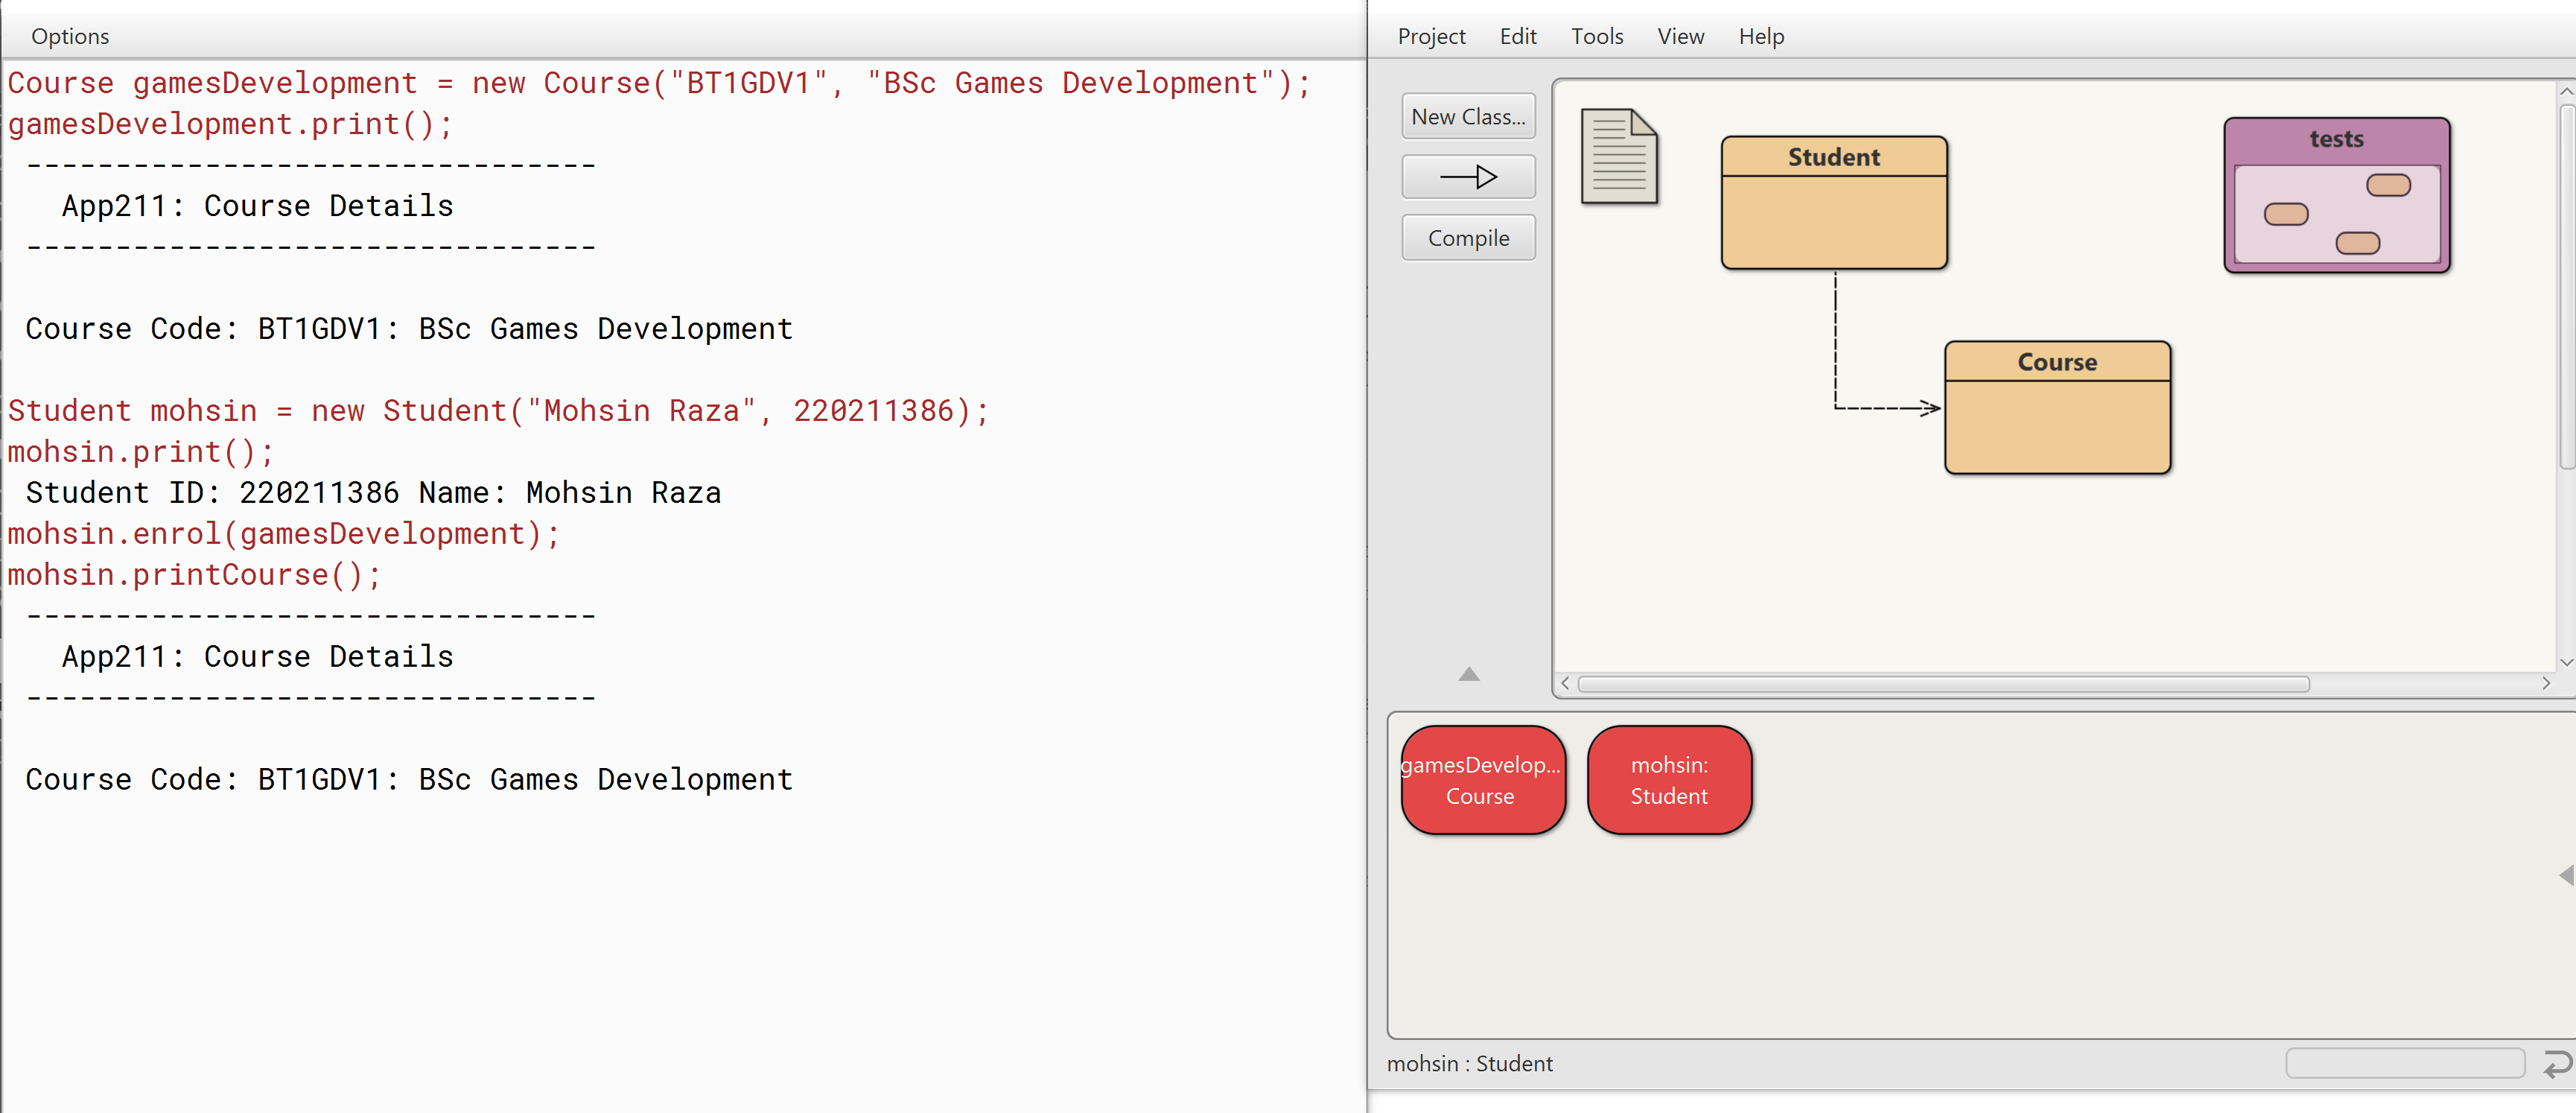 Options
Course gamesDevelopment = new Course("BT1GDV1", "BSc Games Development");
gamesDevelopment.print();
--------------------------------
App211: Course Details
--------------------------------
Course Code: BT1GDV1: BSc Games Development
Student mohsin = new Student("Mohsin Raza", 220211386);
mohsin.print();
Student ID: 220211386 Name: Mohsin Raza
mohsin.enrol(gamesDevelopment);
mohsin.printCourse();
--------------------------------
App211: Course Details
--------------------------------
Course Code: BT1GDV1: BSc Games Development
Project Edit Tools View Help
New Class...
Compile
Student
tests
Course
gamesDevelop...
Course
mohsin:
Student
mohsin : Student